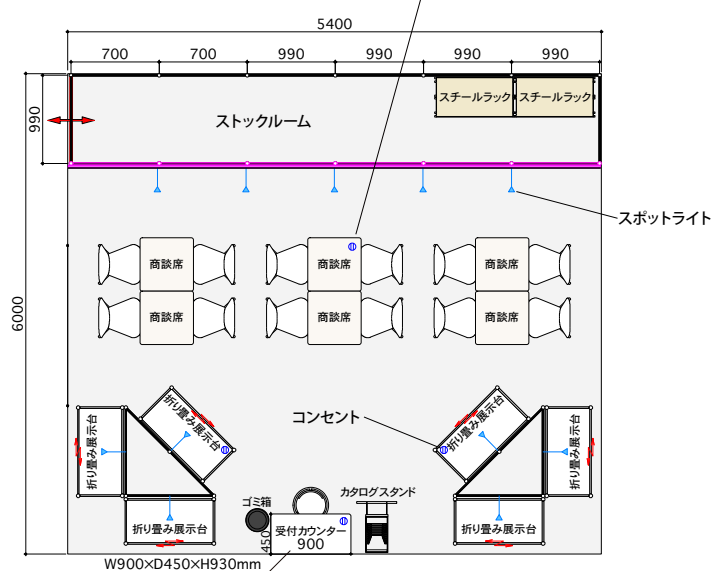 5400
700 700 990 990 990 990
スチールラック スチールラック
990
ストックルーム
スポットライト
商談席 商談席 商談席
6000
商談席 商談席 商談席
折り畳み展示台 折り畳み展示台
コンセント
折り畳み展示台 折り畳み展示台
ゴミ箱 カタログスタンド
折り畳み展示台 450 受付カウンター 折り畳み展示台
900
W900×D450×H930mm